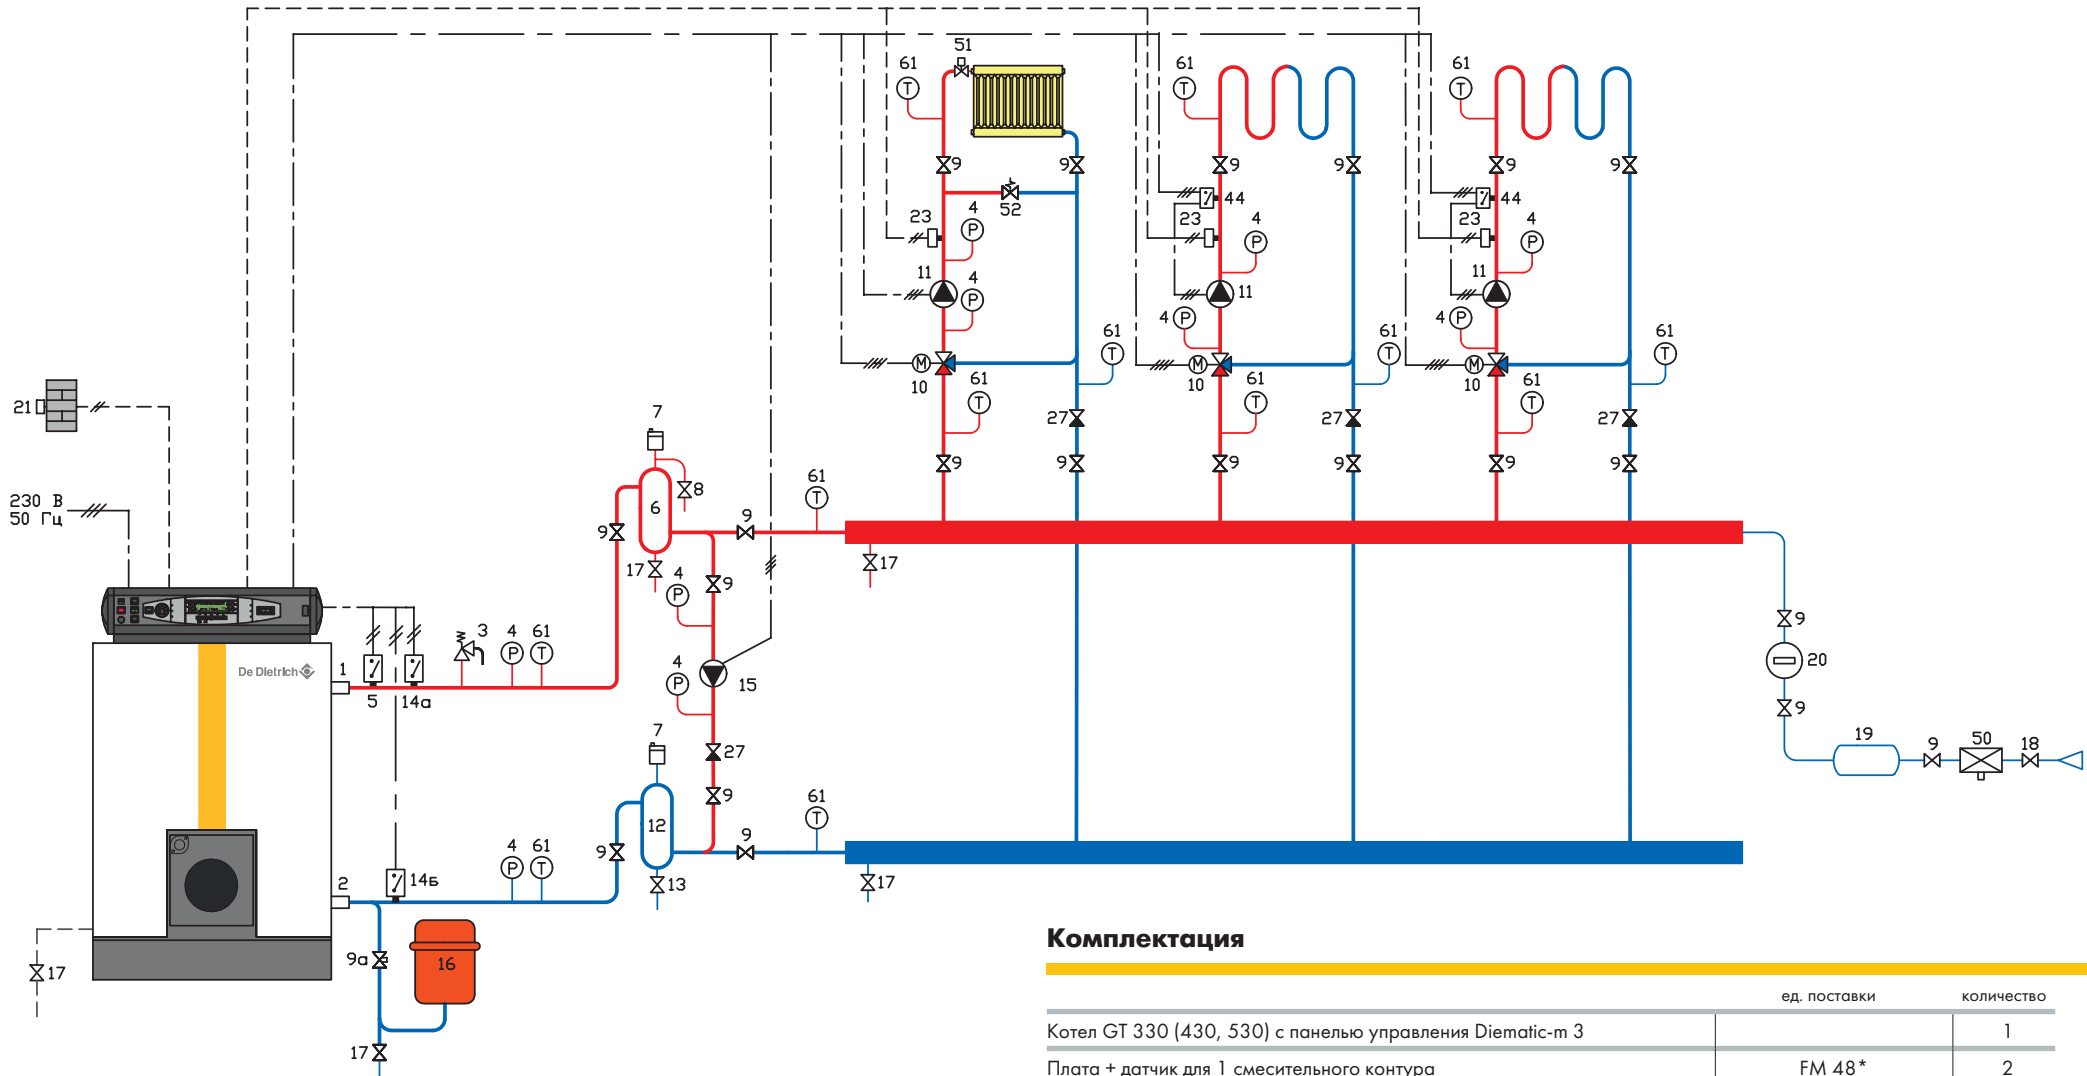 51
61
T
61
T
61
T
9
9
9
9
9
9
52
44
44
23
4
P
23
4
P
23
4
P
11
4
P
11
11
4
P
4
P
M
10
61
T
M
10
61
T
M
10
61
T
61
T
61
T
61
T
27
27
27
9
9
9
9
9
9
21
230 В
50 Гц
7
6
8
9
17
9
61
T
17
4
P
9
4
P
15
27
9
De Dietrich
1
5
14а
3
4
P
61
T
9
20
9
19
9
50
18
7
12
9
13
9
61
T
17
2
14Б
4
P
61
T
9а
16
17
17
Комплектация
ед. поставки количество
Котел GT 330 (430, 530) с панелью управления Diematic-m 3 1
Плата + датчик для 1 смесительного контура FM 48* 2